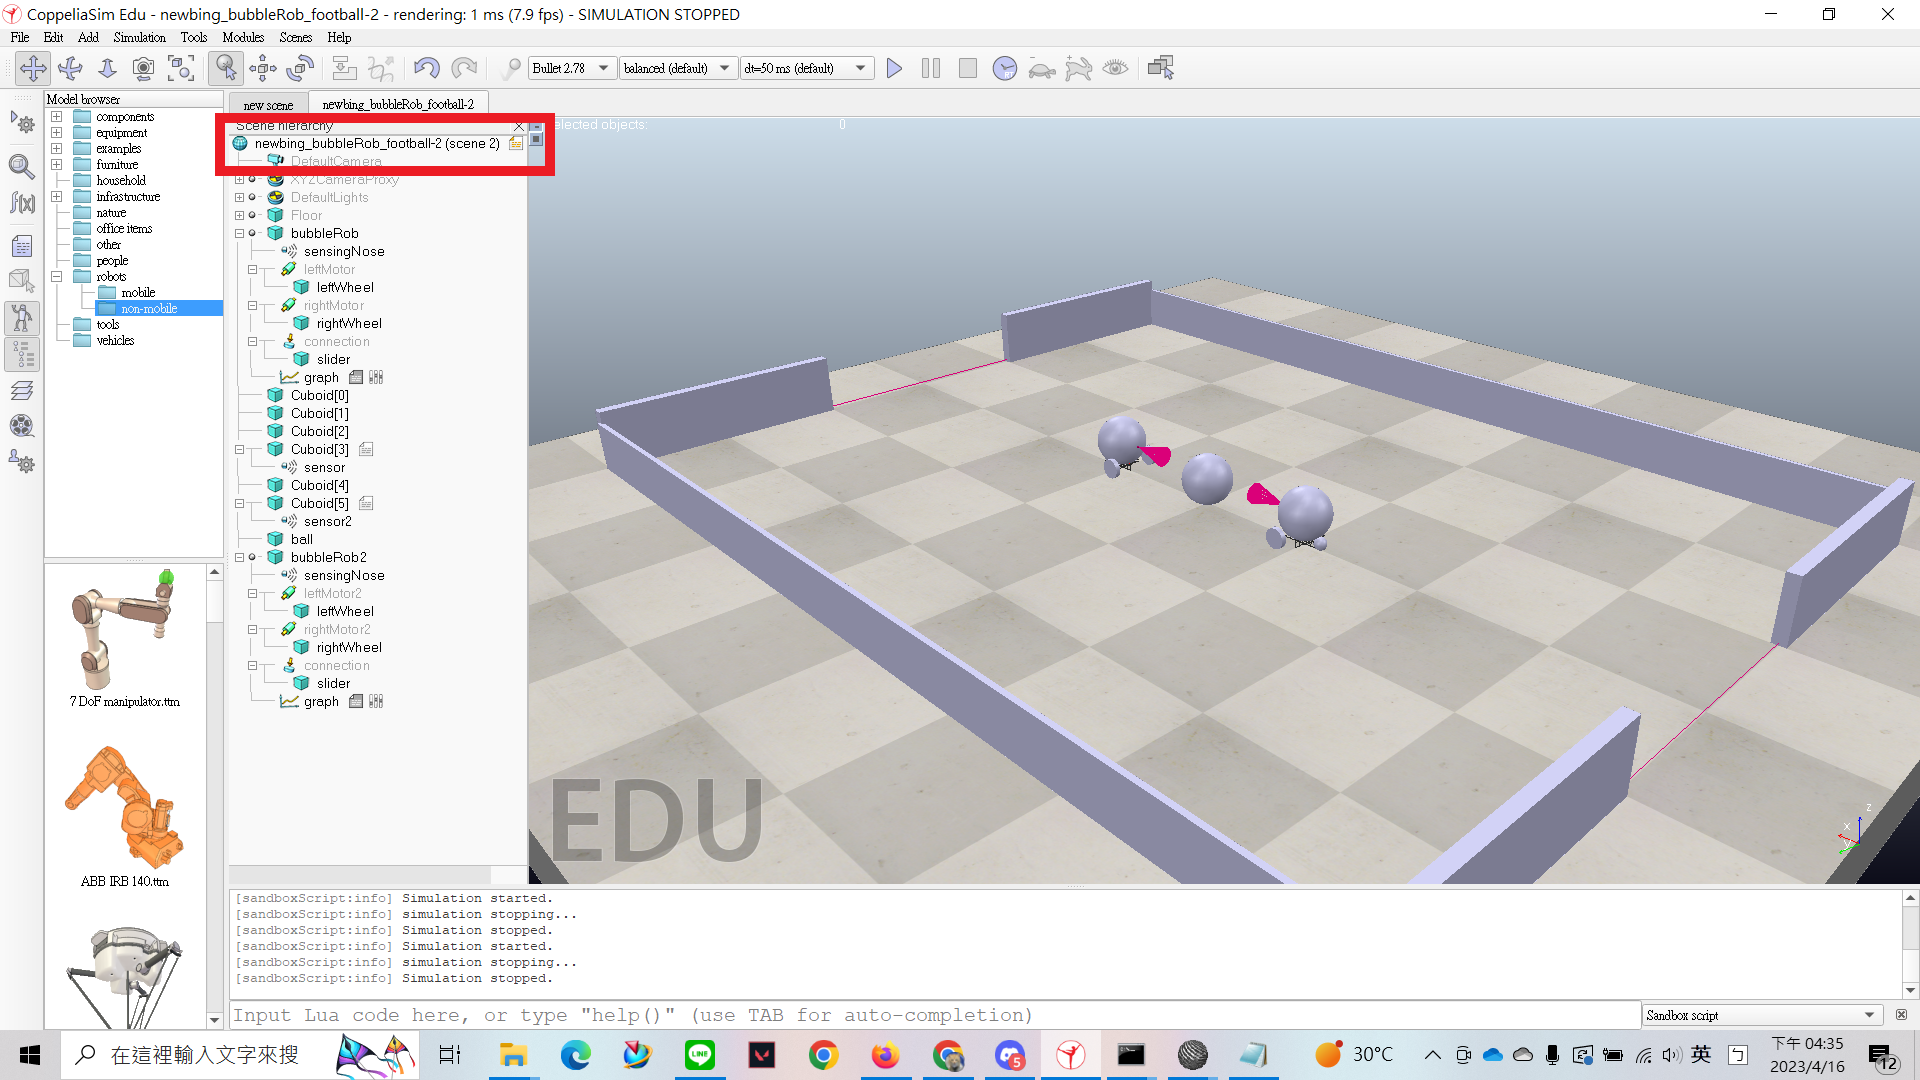 CoppeliaSim Edu - newbing_bubbleRob_football-2 - rendering: 1 ms (7.9 fps) - SIMULATION STOPPED
File Edit Add Simulation Tools Modules Scenes Help
Bullet 2.78 balanced (default) dt=50 ms (default)
Model browser
components
equipment
examples
furniture
household
infrastructure
nature
office items
other
people
robots
mobile
non-mobile
tools
vehicles
7 DoF manipulator.ttm
ABB IRB 140.ttm
new scene newbing_bubbleRob_football-2
Scene hierarchy
newbing_bubbleRob_football-2 (scene 2)
DefaultCamera
XYZCameraProxy
DefaultLights
Floor
bubbleRob
sensingNose
leftMotor
leftWheel
rightMotor
rightWheel
connection
slider
graph
Cuboid[0]
Cuboid[1]
Cuboid[2]
Cuboid[3]
sensor
Cuboid[4]
Cuboid[5]
sensor2
ball
bubbleRob2
sensingNose
leftMotor2
leftWheel
rightMotor2
rightWheel
connection
slider
graph
elected objects: 0
EDU
z
x
y
[sandboxScript:info] Simulation started.
[sandboxScript:info] simulation stopping...
[sandboxScript:info] Simulation stopped.
[sandboxScript:info] Simulation started.
[sandboxScript:info] simulation stopping...
[sandboxScript:info] Simulation stopped.
Input Lua code here, or type "help()" (use TAB for auto-completion)
Sandbox script
在這裡輸入文字來搜
LINE
5
30°C
英
下午 04:35
2023/4/16
12